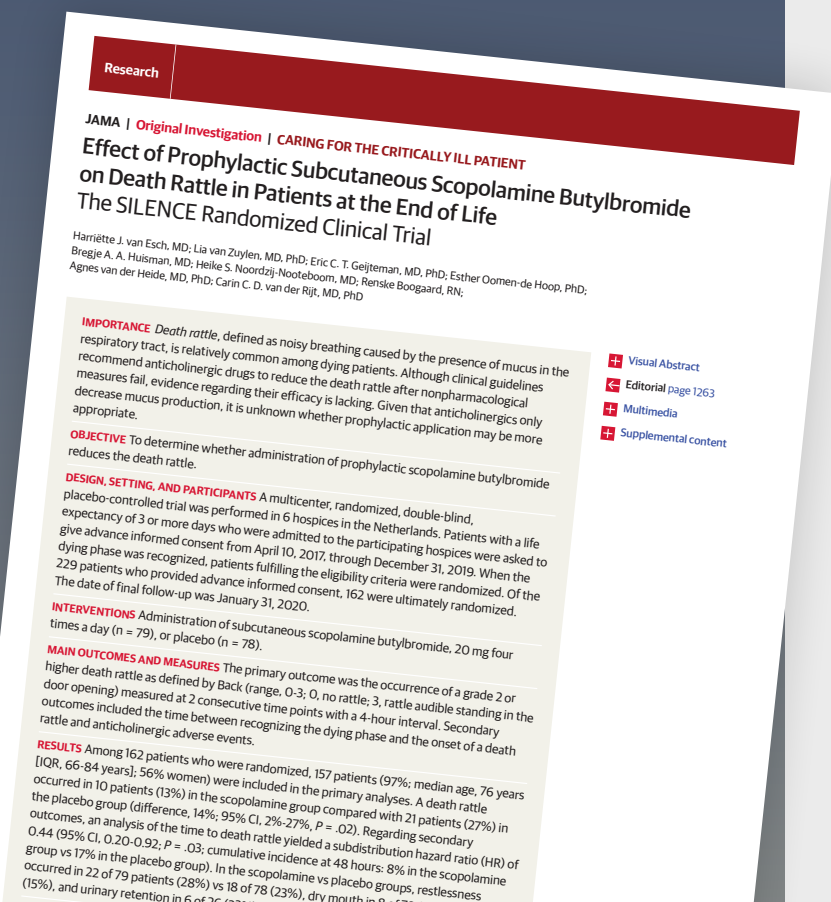 Research
JAMA | Original Investigation | CARING FOR THE CRITICALLY ILL PATIENT
Effect of Prophylactic Subcutaneous Scopolamine Butylbromide
on Death Rattle in Patients at the End of Life
The SILENCE Randomized Clinical Trial
Harriëtte J. van Esch, MD; Lia van Zuylen, MD, PhD; Eric C. T. Geijteman, MD, PhD; Esther Oomen-de Hoop, PhD;
Bregje A. A. Huisman, MD; Heike S. Noordzij-Nooteboom, MD; Renske Boogaard, RN;
Agnes van der Heide, MD, PhD; Carin C. D. van der Rijt, MD, PhD
IMPORTANCE Death rattle, defined as noisy breathing caused by the presence of mucus in the
respiratory tract, is relatively common among dying patients. Although clinical guidelines
recommend anticholinergic drugs to reduce the death rattle after nonpharmacological
measures fail, evidence regarding their efficacy is lacking. Given that anticholinergics only
decrease mucus production, it is unknown whether prophylactic application may be more
appropriate.
OBJECTIVE To determine whether administration of prophylactic scopolamine butylbromide
reduces the death rattle.
DESIGN, SETTING, AND PARTICIPANTS A multicenter, randomized, double-blind,
placebo-controlled trial was performed in 6 hospices in the Netherlands. Patients with a life
expectancy of 3 or more days who were admitted to the participating hospices were asked to
give advance informed consent from April 10, 2017, through December 31, 2019. When the
dying phase was recognized, patients fulfilling the eligibility criteria were randomized. Of the
229 patients who provided advance informed consent, 162 were ultimately randomized.
The date of final follow-up was January 31, 2020.
INTERVENTIONS Administration of subcutaneous scopolamine butylbromide, 20 mg four
times a day (n = 79), or placebo (n = 78).
MAIN OUTCOMES AND MEASURES The primary outcome was the occurrence of a grade 2 or
higher death rattle as defined by Back (range, 0-3; 0, no rattle; 3, rattle audible standing in the
door opening) measured at 2 consecutive time points with a 4-hour interval. Secondary
outcomes included the time between recognizing the dying phase and the onset of a death
rattle and anticholinergic adverse events.
RESULTS Among 162 patients who were randomized, 157 patients (97%; median age, 76 years
[IQR, 66-84 years]; 56% women) were included in the primary analyses. A death rattle
occurred in 10 patients (13%) in the scopolamine group compared with 21 patients (27%) in
the placebo group (difference, 14%; 95% CI, 2%-27%, P = .02). Regarding secondary
outcomes, an analysis of the time to death rattle yielded a subdistribution hazard ratio (HR) of
0.44 (95% CI, 0.20-0.92; P = .03; cumulative incidence at 48 hours: 8% in the scopolamine
group vs 17% in the placebo group). In the scopolamine vs placebo groups, restlessness
occurred in 22 of 79 patients (28%) vs 18 of 78 (23%), dry mouth in 8
(15%), and urinary retention in 6 of 26
Visual Abstract
Editorial page 1263
Multimedia
Supplemental content